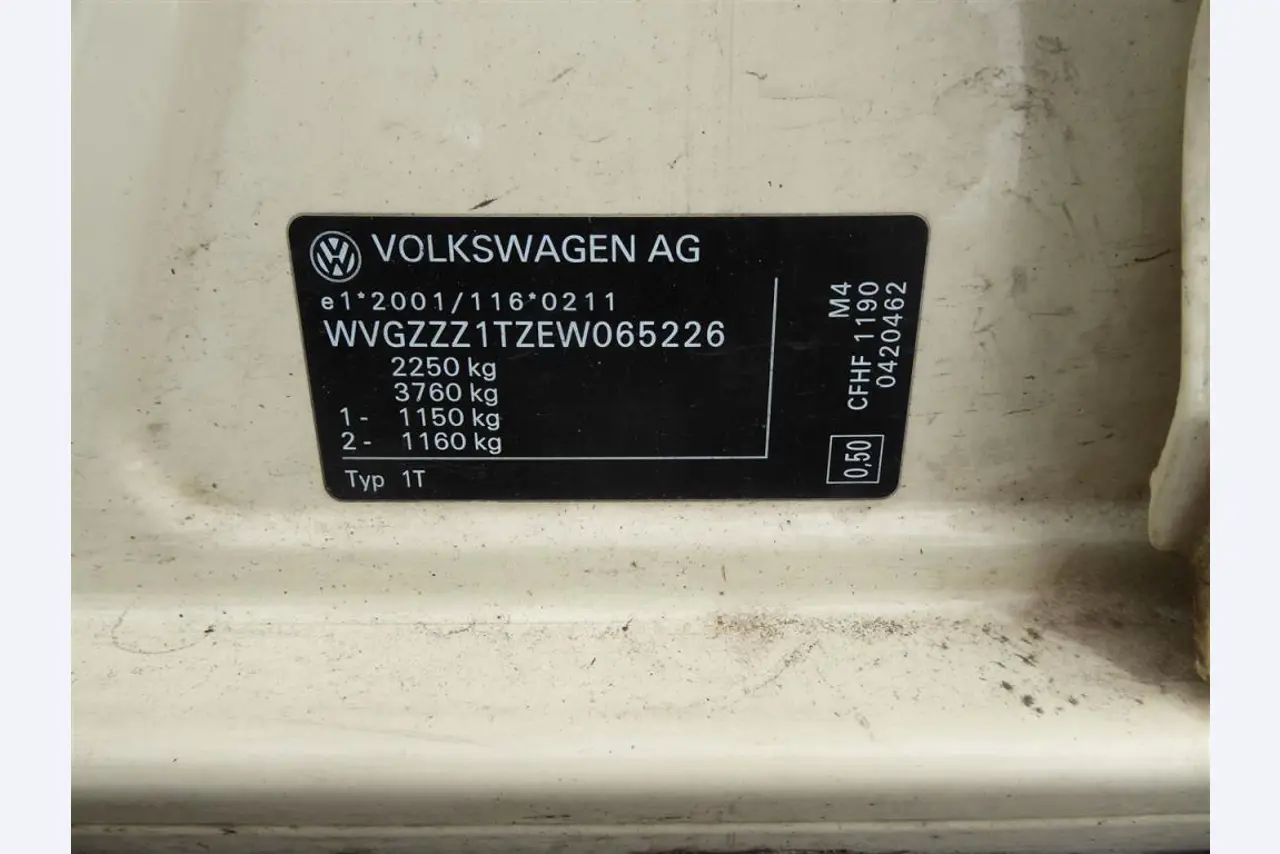 VOLKSWAGEN AG
e1*2001/116*0211
WVGZZZ1TZEW065226
2250 kg
3760 kg
1- 1150 kg
2- 1160 kg
Typ 1T
M4
CFHF 1190
0420462
0,50